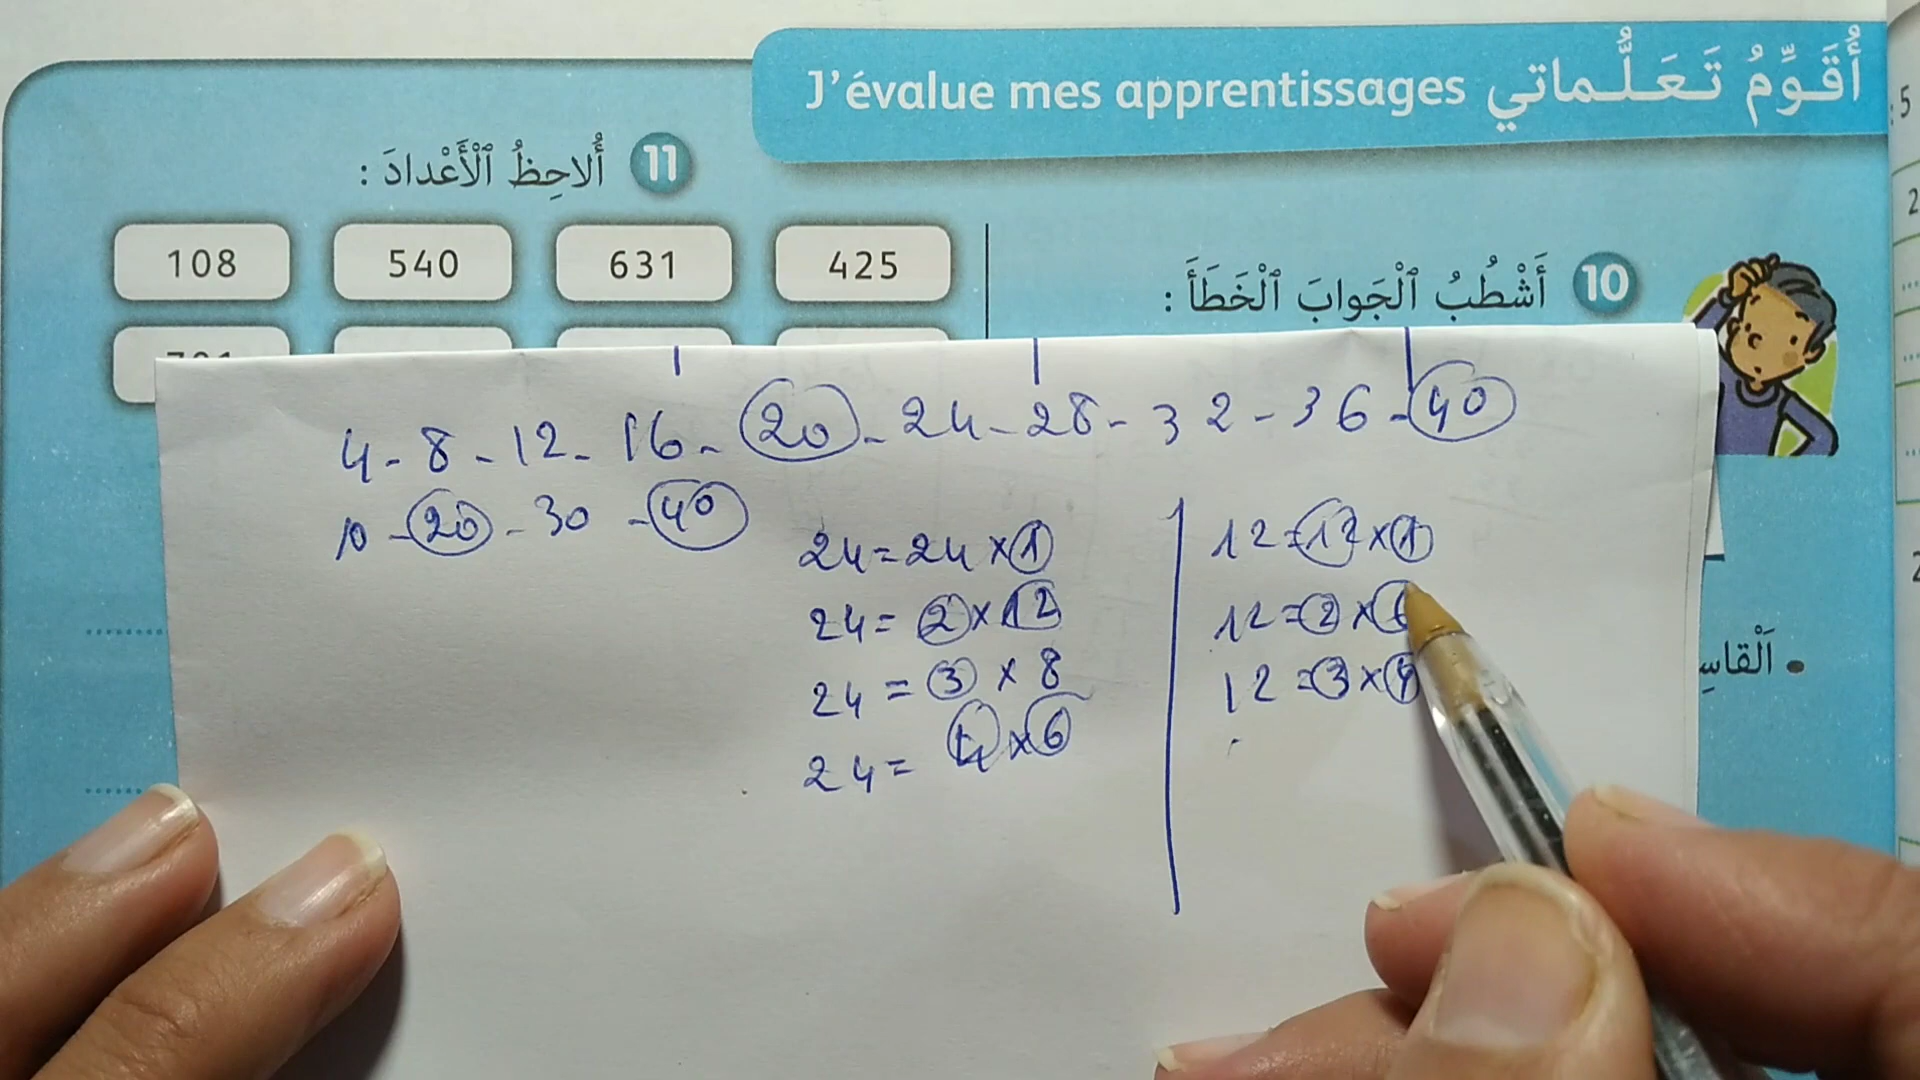 J'évalue mes apprentissages أُقَوِّمُ تَعَلُّماتي
11 أُلاحِظُ ٱلْأَعْدادَ :
108 540 631 425
10 أَشْطُبُ ٱلْجَوابَ ٱلْخَطَأَ :
4 - 8 - 12 - 16 - 20 - 24 - 28 - 32 - 36 - 40
10 - 20 - 30 - 40
24 = 24 × 1
24 = 2 × 12
24 = 3 × 8
24 = 4 × 6
12 = 12 × 1
12 = 2 × 6
12 = 3 × 4